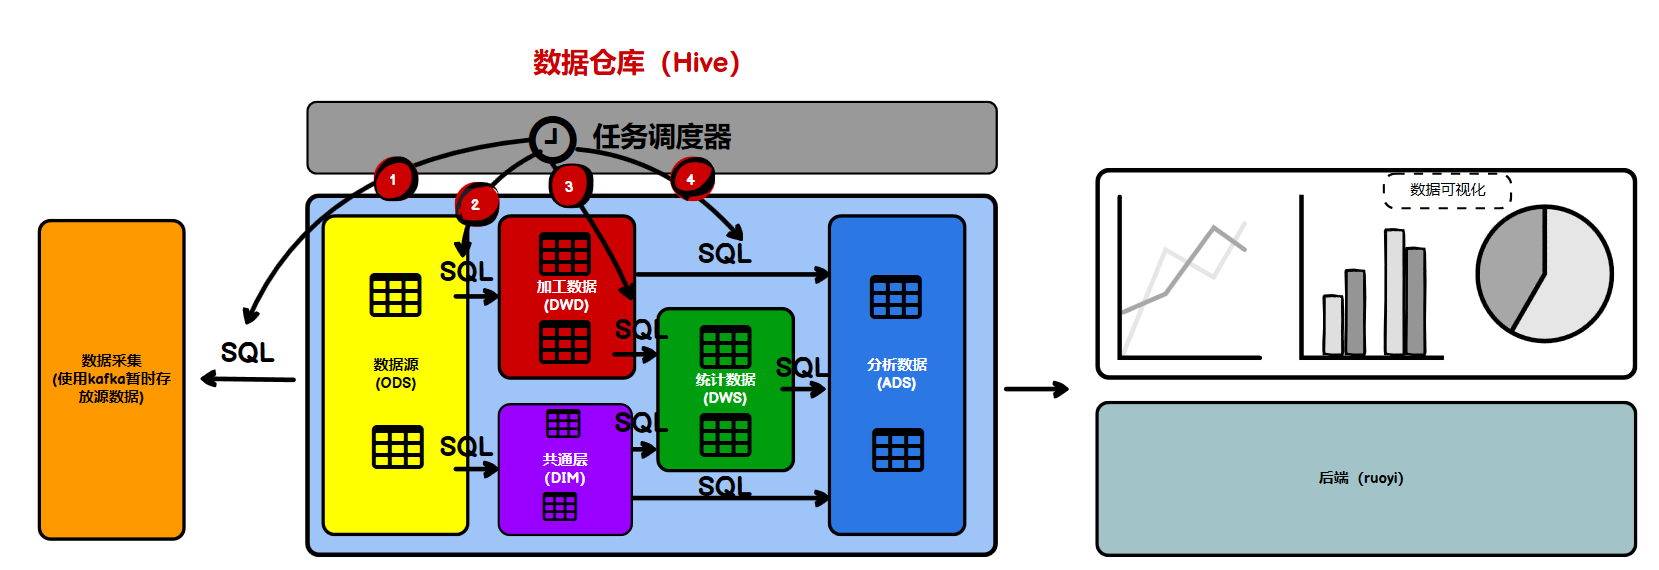 数据仓库（Hive）
任务调度器
1
2
3
4
数据采集
(使用kafka暂时存
放源数据)
SQL
数据源
(ODS)
SQL
SQL
加工数据
(DWD)
共通层
(DIM)
SQL
SQL
SQL
SQL
统计数据
(DWS)
SQL
分析数据
(ADS)
数据可视化
后端（ruoyi）